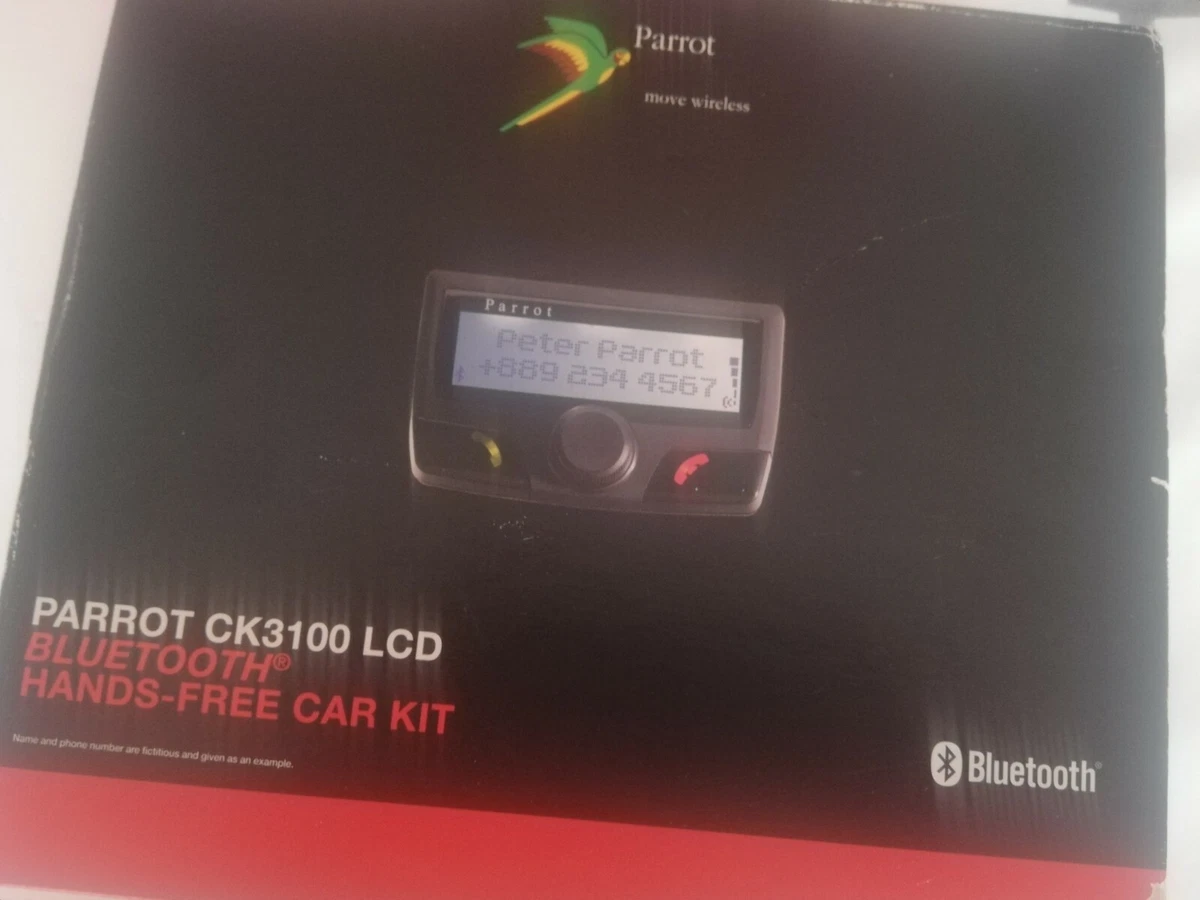 Parrot
move wireless
Parrot
Peter Parrot
+889 234 4567
PARROT CK3100 LCD
BLUETOOTH®
HANDS-FREE CAR KIT
Name and phone number are fictitious and given as an example.
Bluetooth®